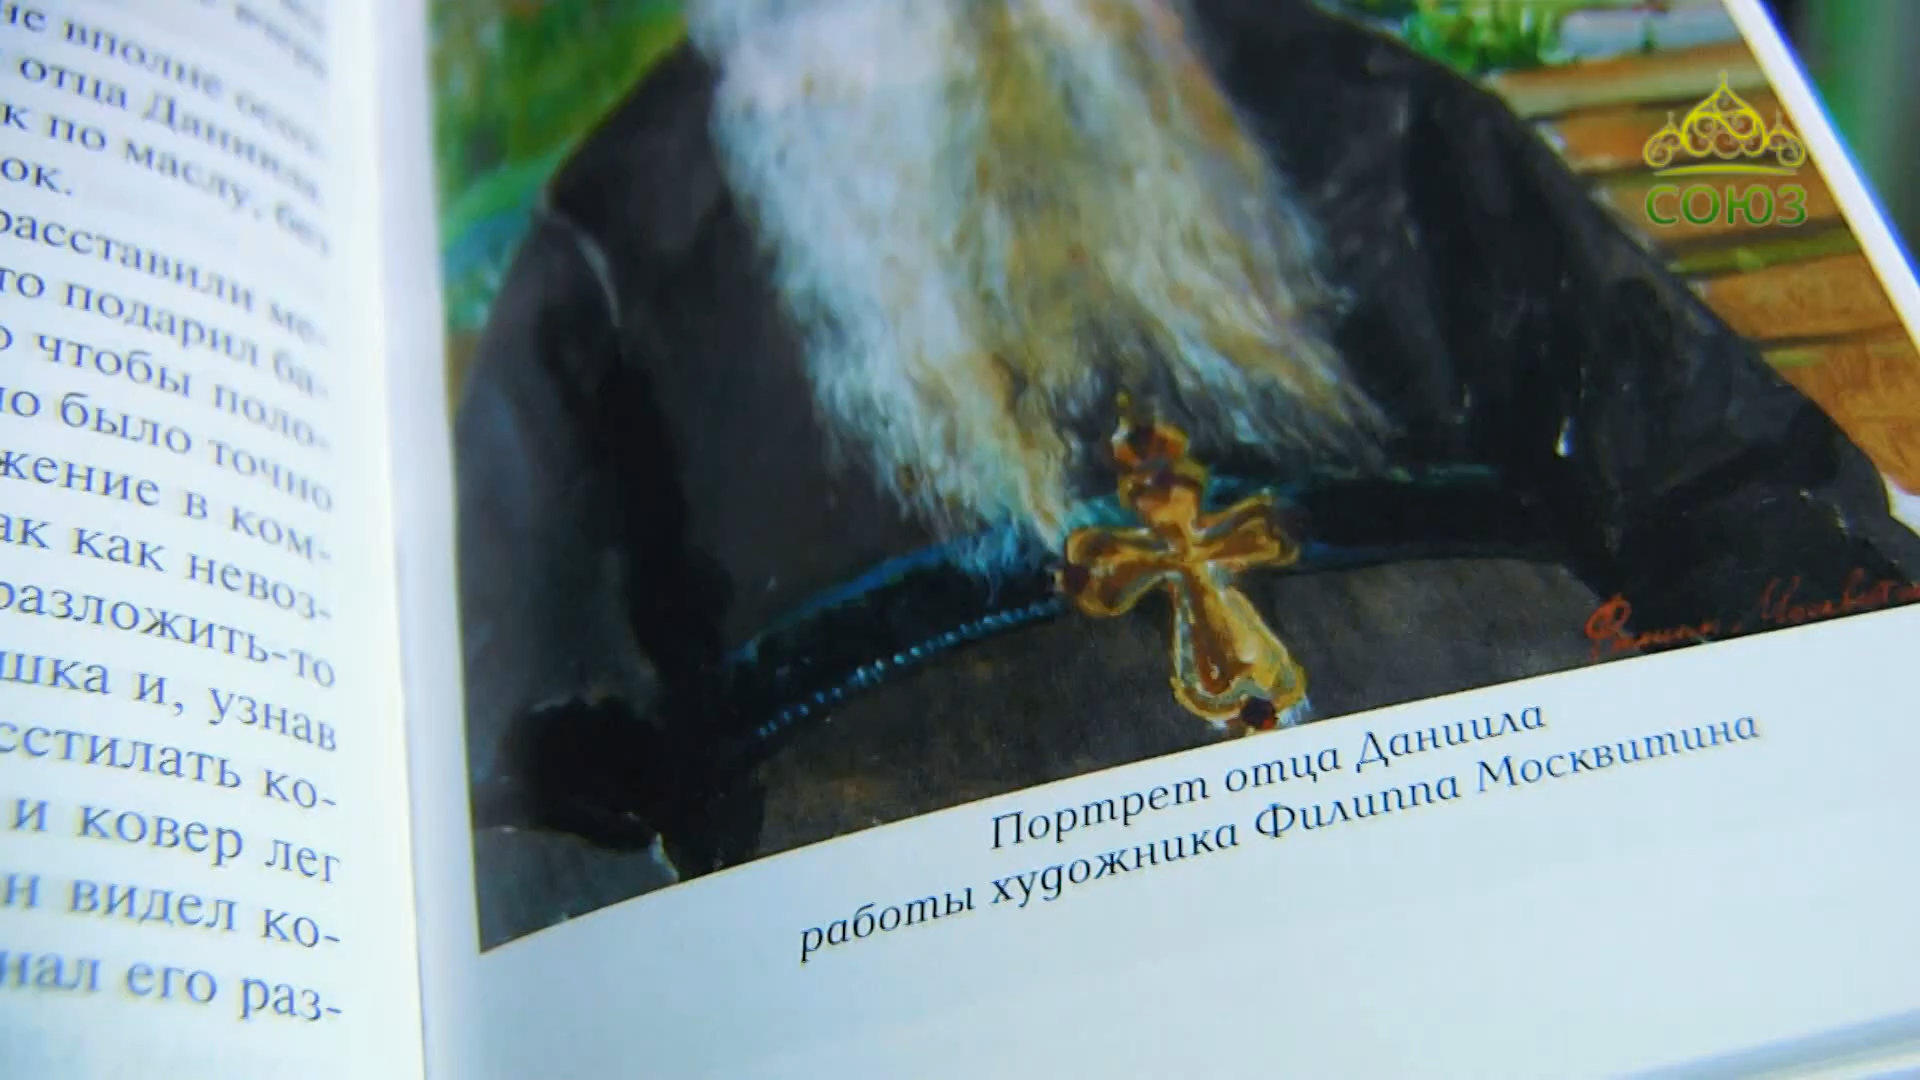 не вполне
отца Даниила
к по маслу, без
ок.
расставили ме-
то подарил ба-
о чтобы поло-
но было точно
жение в ком-
ак как невоз-
разложить-то
шка и, узнав
сстилать ко-
и ковер лег
н видел ко-
нал его раз-
СОЮЗ
Портрет отца Даниила
работы художника Филиппа Москвитина